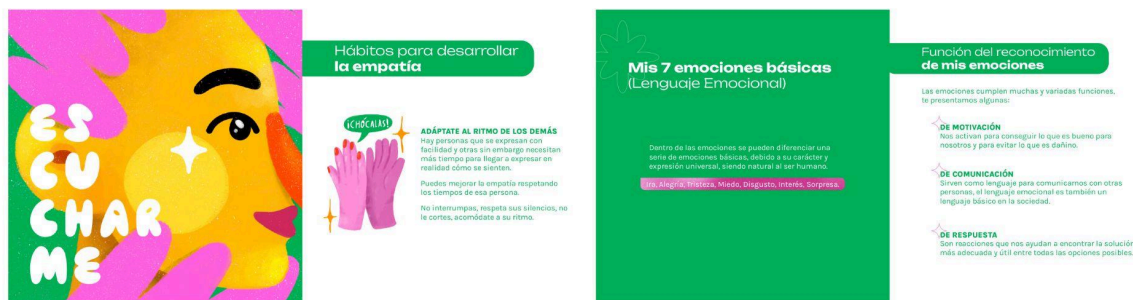 ES
CU
CHAR
ME
Hábitos para desarrollar
la empatía
¡CHÓCALAS!
ADÁPTATE AL RITMO DE LOS DEMÁS
Hay personas que se expresan con
facilidad y otras sin embargo necesitan
más tiempo para llegar a expresar en
realidad cómo se sienten.
Puedes mejorar la empatía respetando
los tiempos de esa persona.
No interrumpas, respeta sus silencios, no
le cortes, acomódate a su ritmo.
Mis 7 emociones básicas
(Lenguaje Emocional)
Dentro de las emociones se pueden diferenciar una
serie de emociones básicas, debido a su carácter y
expresión universal, siendo natural al ser humano.
Ira, Alegría, Tristeza, Miedo, Disgusto, Interés, Sorpresa.
Función del reconocimiento
de mis emociones
Las emociones cumplen muchas y variadas funciones,
te presentamos algunas:
DE MOTIVACIÓN
Nos activan para conseguir lo que es bueno para
nosotros y para evitar lo que es dañino.
DE COMUNICACIÓN
Sirven como lenguaje para comunicarnos con otras
personas, el lenguaje emocional es también un
lenguaje básico en la sociedad.
DE RESPUESTA
Son reacciones que nos ayudan a encontrar la solución
más adecuada y útil entre todas las opciones posibles.